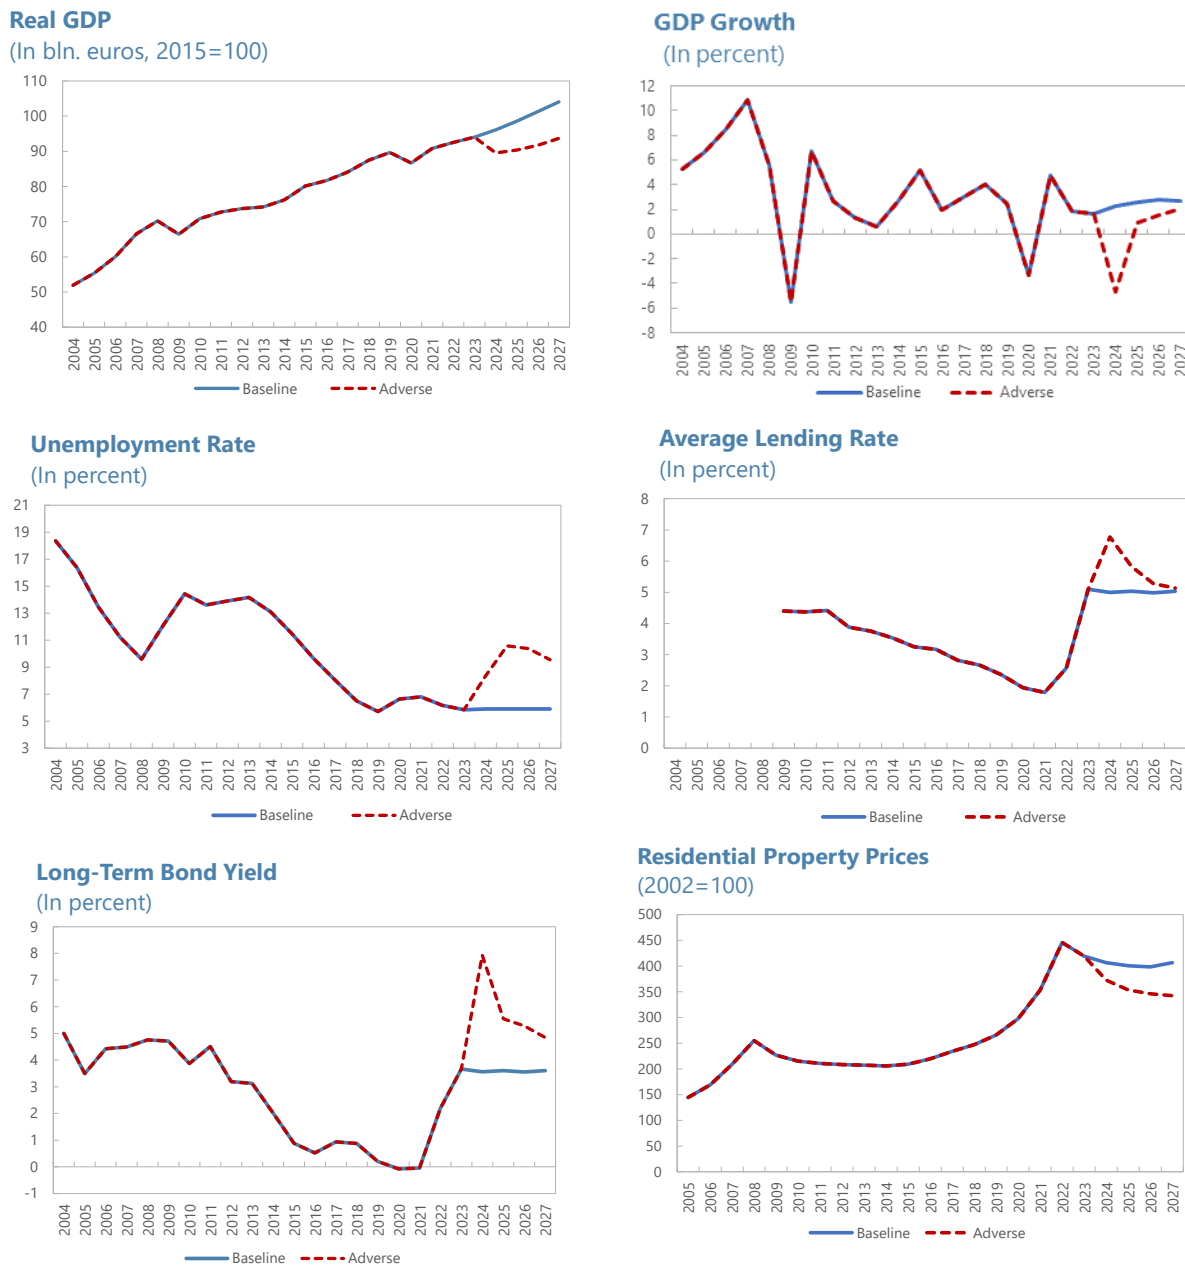 Real GDP
(In bln. euros, 2015=100)
110
100
90
80
70
60
50
40
2004 2005 2006 2007 2008 2009 2010 2011 2012 2013 2014 2015 2016 2017 2018 2019 2020 2021 2022 2023 2024 2025 2026 2027
Baseline Adverse
GDP Growth
(In percent)
12
10
8
6
4
2
0
-2
-4
-6
-8
2004 2005 2006 2007 2008 2009 2010 2011 2012 2013 2014 2015 2016 2017 2018 2019 2020 2021 2022 2023 2024 2025 2026 2027
Baseline Adverse
Unemployment Rate
(In percent)
21
19
17
15
13
11
9
7
5
3
2004 2005 2006 2007 2008 2009 2010 2011 2012 2013 2014 2015 2016 2017 2018 2019 2020 2021 2022 2023 2024 2025 2026 2027
Baseline Adverse
Average Lending Rate
(In percent)
8
7
6
5
4
3
2
1
0
2004 2005 2006 2007 2008 2009 2010 2011 2012 2013 2014 2015 2016 2017 2018 2019 2020 2021 2022 2023 2024 2025 2026 2027
Baseline Adverse
Long-Term Bond Yield
(In percent)
9
8
7
6
5
4
3
2
1
0
-1
2004 2005 2006 2007 2008 2009 2010 2011 2012 2013 2014 2015 2016 2017 2018 2019 2020 2021 2022 2023 2024 2025 2026 2027
Baseline Adverse
Residential Property Prices
(2002=100)
500
450
400
350
300
250
200
150
100
50
0
2005 2006 2007 2008 2009 2010 2011 2012 2013 2014 2015 2016 2017 2018 2019 2020 2021 2022 2023 2024 2025 2026 2027
Baseline Adverse